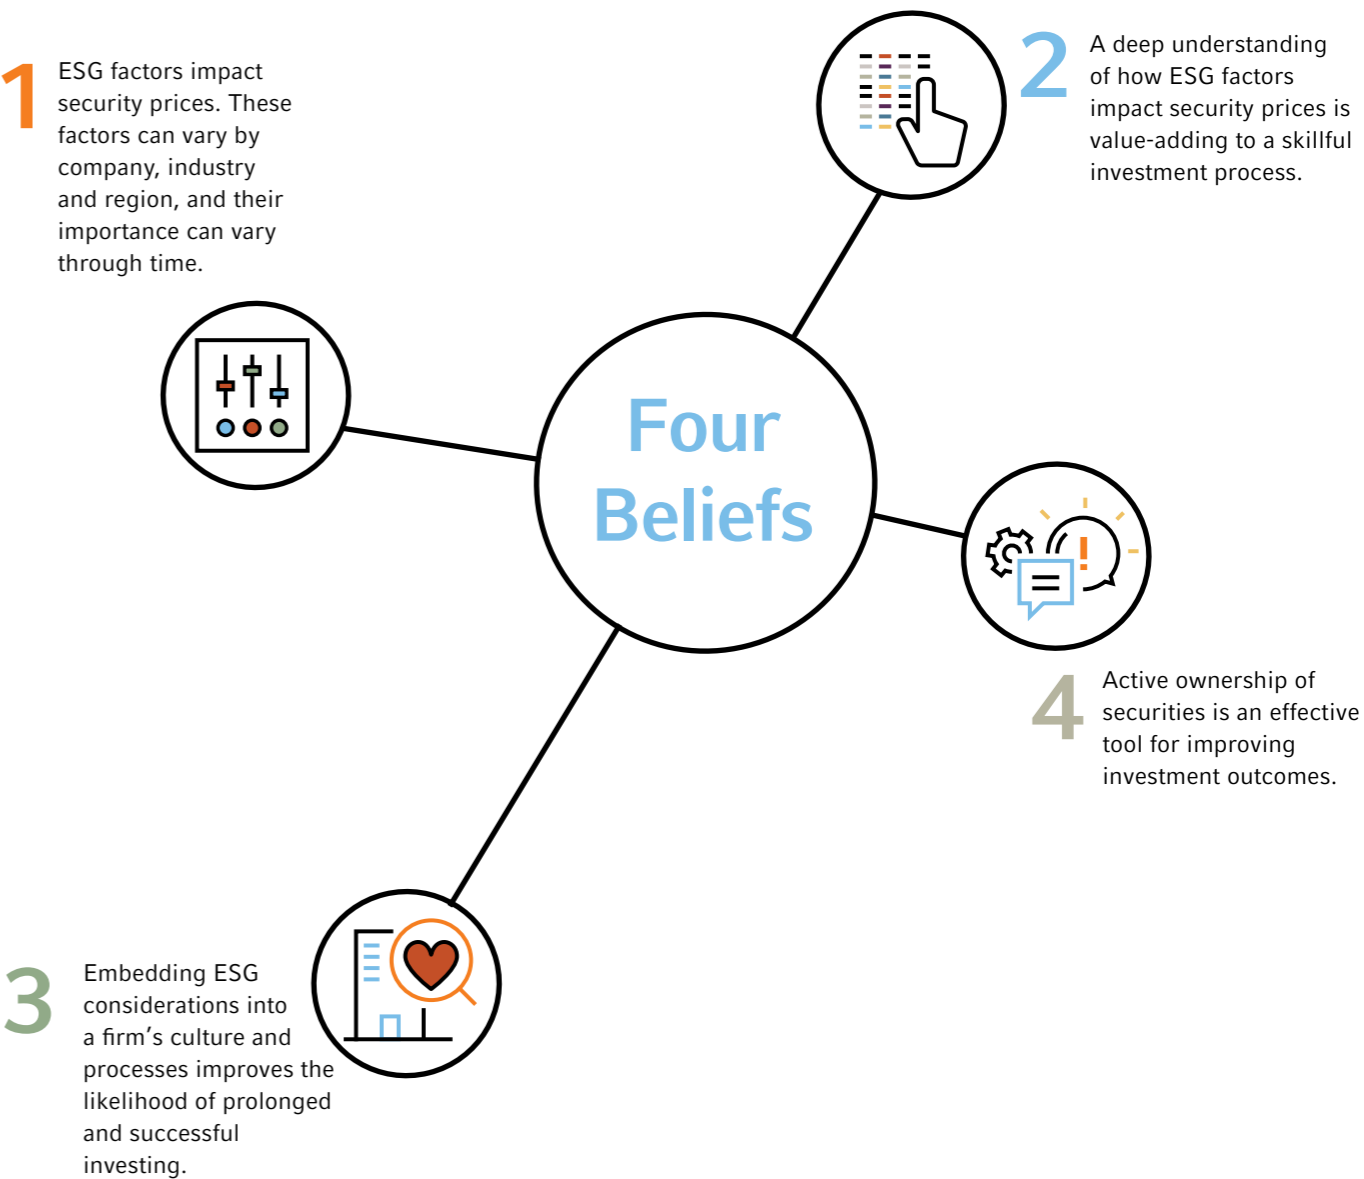 1
ESG factors impact
security prices. These
factors can vary by
company, industry
and region, and their
importance can vary
through time.
2
A deep understanding
of how ESG factors
impact security prices is
value-adding to a skillful
investment process.
Four
Beliefs
!
4
Active ownership of
securities is an effective
tool for improving
investment outcomes.
3
Embedding ESG
considerations into
a firm’s culture and
processes improves the
likelihood of prolonged
and successful
investing.